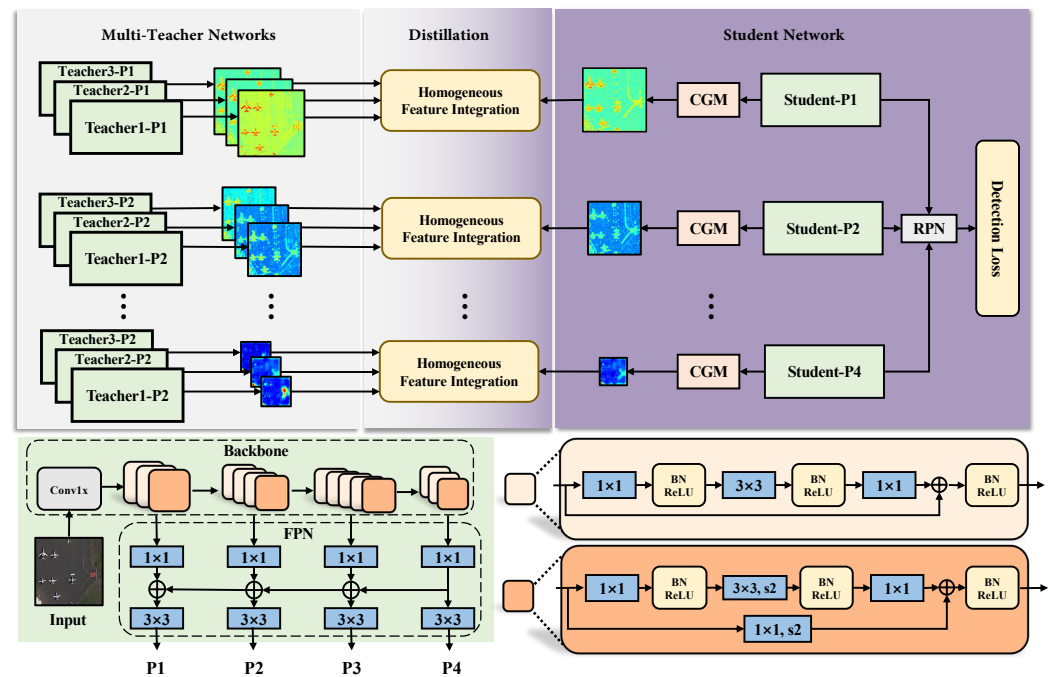 Multi-Teacher Networks
Distillation
Student Network
Teacher3-P1
Teacher2-P1
Teacher1-P1
Homogeneous
Feature Integration
CGM
Student-P1
Teacher3-P2
Teacher2-P2
Teacher1-P2
Homogeneous
Feature Integration
CGM
Student-P2
RPN
Detection Loss
Teacher3-P2
Teacher2-P2
Teacher1-P2
Homogeneous
Feature Integration
CGM
Student-P4
Backbone
Conv1x
FPN
1×1
1×1
1×1
1×1
3×3
3×3
3×3
3×3
Input
P1
P2
P3
P4
1×1
BN
ReLU
3×3
BN
ReLU
1×1
BN
ReLU
1×1
BN
ReLU
3×3, s2
BN
ReLU
1×1
BN
ReLU
1×1, s2